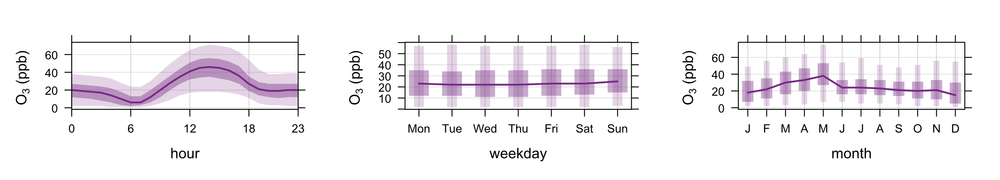 O3 (ppb)
60
40
20
0
0 6 12 18 23
hour
O3 (ppb)
50
40
30
20
10
Mon Tue Wed Thu Fri Sat Sun
weekday
O3 (ppb)
60
40
20
0
J F M A M J J A S O N D
month